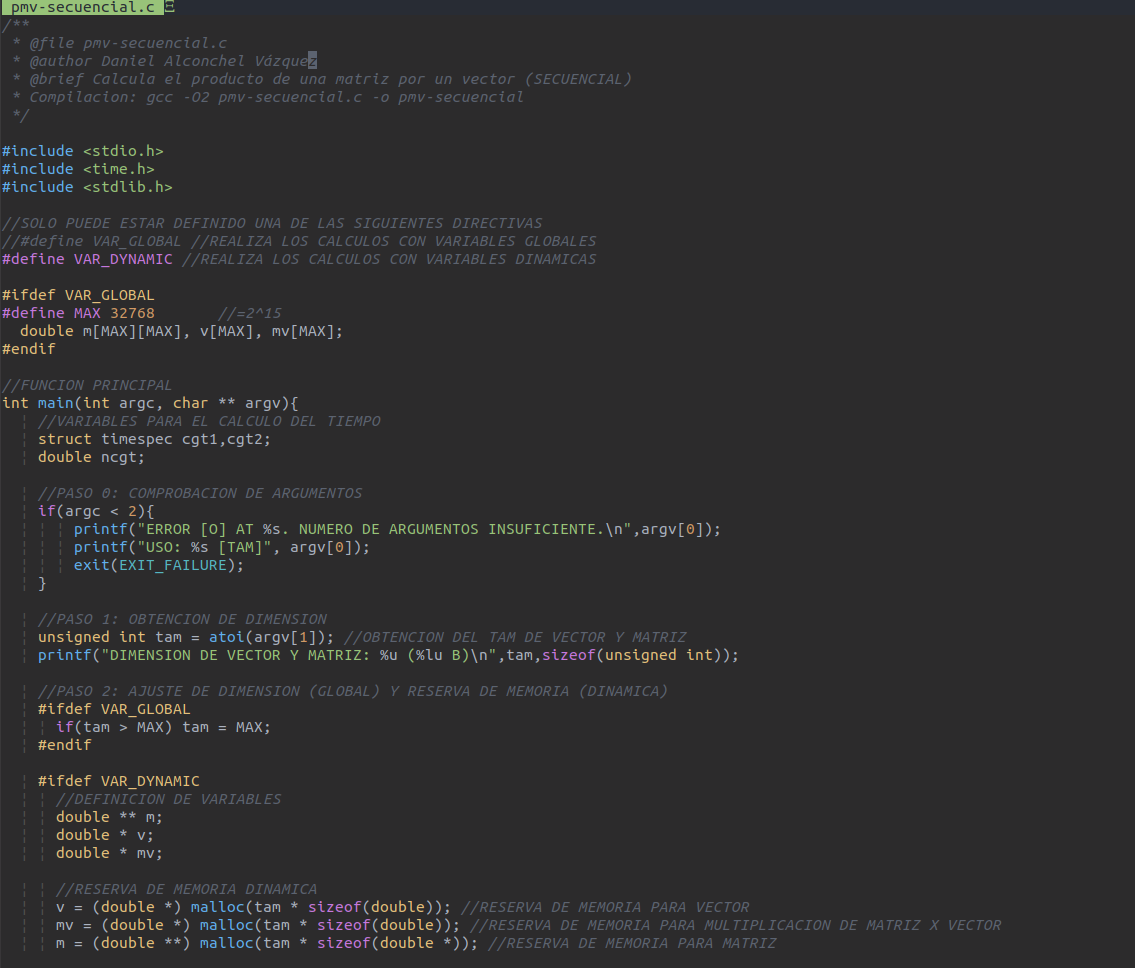 pmv-secuencial.c
/**
 * @file pmv-secuencial.c
 * @author Daniel Alconchel Vázquez
 * @brief Calcula el producto de una matriz por un vector (SECUENCIAL)
 * Compilacion: gcc -O2 pmv-secuencial.c -o pmv-secuencial
 */
#include <stdio.h>
#include <time.h>
#include <stdlib.h>
//SOLO PUEDE ESTAR DEFINIDO UNA DE LAS SIGUIENTES DIRECTIVAS
//#define VAR_GLOBAL //REALIZA LOS CALCULOS CON VARIABLES GLOBALES
#define VAR_DYNAMIC //REALIZA LOS CALCULOS CON VARIABLES DINAMICAS
#ifdef VAR_GLOBAL
#define MAX 32768       //=2^15
  double m[MAX][MAX], v[MAX], mv[MAX];
#endif
//FUNCION PRINCIPAL
int main(int argc, char ** argv){
    //VARIABLES PARA EL CALCULO DEL TIEMPO
    struct timespec cgt1,cgt2;
    double ncgt;
    //PASO 0: COMPROBACION DE ARGUMENTOS
    if(argc < 2){
        printf("ERROR [O] AT %s. NUMERO DE ARGUMENTOS INSUFICIENTE.\n",argv[0]);
        printf("USO: %s [TAM]", argv[0]);
        exit(EXIT_FAILURE);
    }
    //PASO 1: OBTENCION DE DIMENSION
    unsigned int tam = atoi(argv[1]); //OBTENCION DEL TAM DE VECTOR Y MATRIZ
    printf("DIMENSION DE VECTOR Y MATRIZ: %u (%lu B)\n",tam,sizeof(unsigned int));
    //PASO 2: AJUSTE DE DIMENSION (GLOBAL) Y RESERVA DE MEMORIA (DINAMICA)
    #ifdef VAR_GLOBAL
      if(tam > MAX) tam = MAX;
    #endif
    #ifdef VAR_DYNAMIC
      //DEFINICION DE VARIABLES
      double ** m;
      double * v;
      double * mv;
      //RESERVA DE MEMORIA DINAMICA
      v = (double *) malloc(tam * sizeof(double)); //RESERVA DE MEMORIA PARA VECTOR
      mv = (double *) malloc(tam * sizeof(double)); //RESERVA DE MEMORIA PARA MULTIPLICACION DE MATRIZ X VECTOR
      m = (double **) malloc(tam * sizeof(double *)); //RESERVA DE MEMORIA PARA MATRIZ